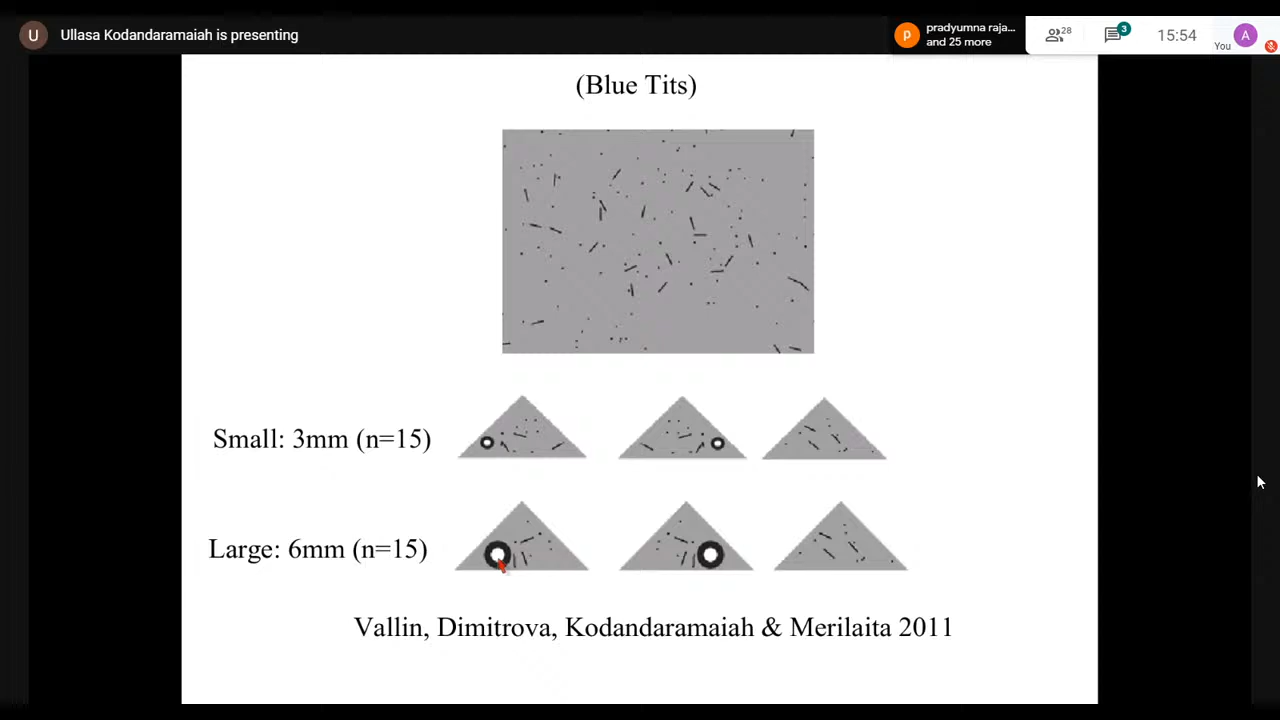 U
Ullasa Kodandaramaiah is presenting
p
pradyumna raja...
and 25 more
28
3
15:54
You
A
(Blue Tits)
Small: 3mm (n=15)
Large: 6mm (n=15)
Vallin, Dimitrova, Kodandaramaiah & Merilaita 2011